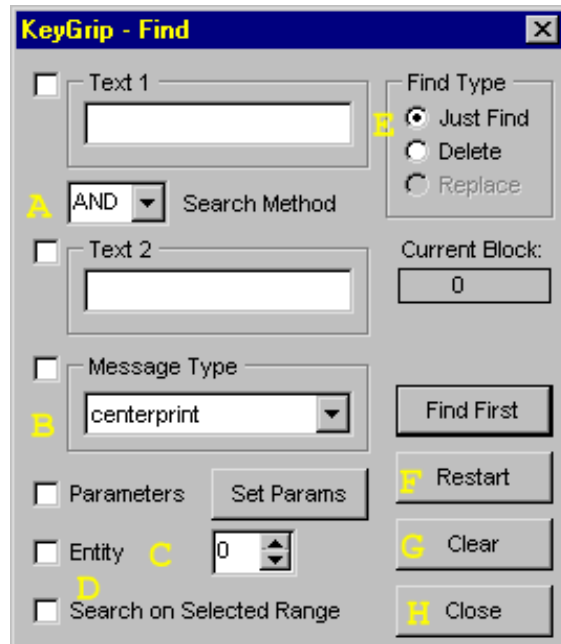 KeyGrip - Find
Text 1
Find Type
E
Just Find
Delete
Replace
A
AND
Search Method
Text 2
Current Block:
0
Message Type
B
centerprint
Find First
Parameters
Set Params
F
Restart
Entity
C
0
G
Clear
D
Search on Selected Range
H
Close